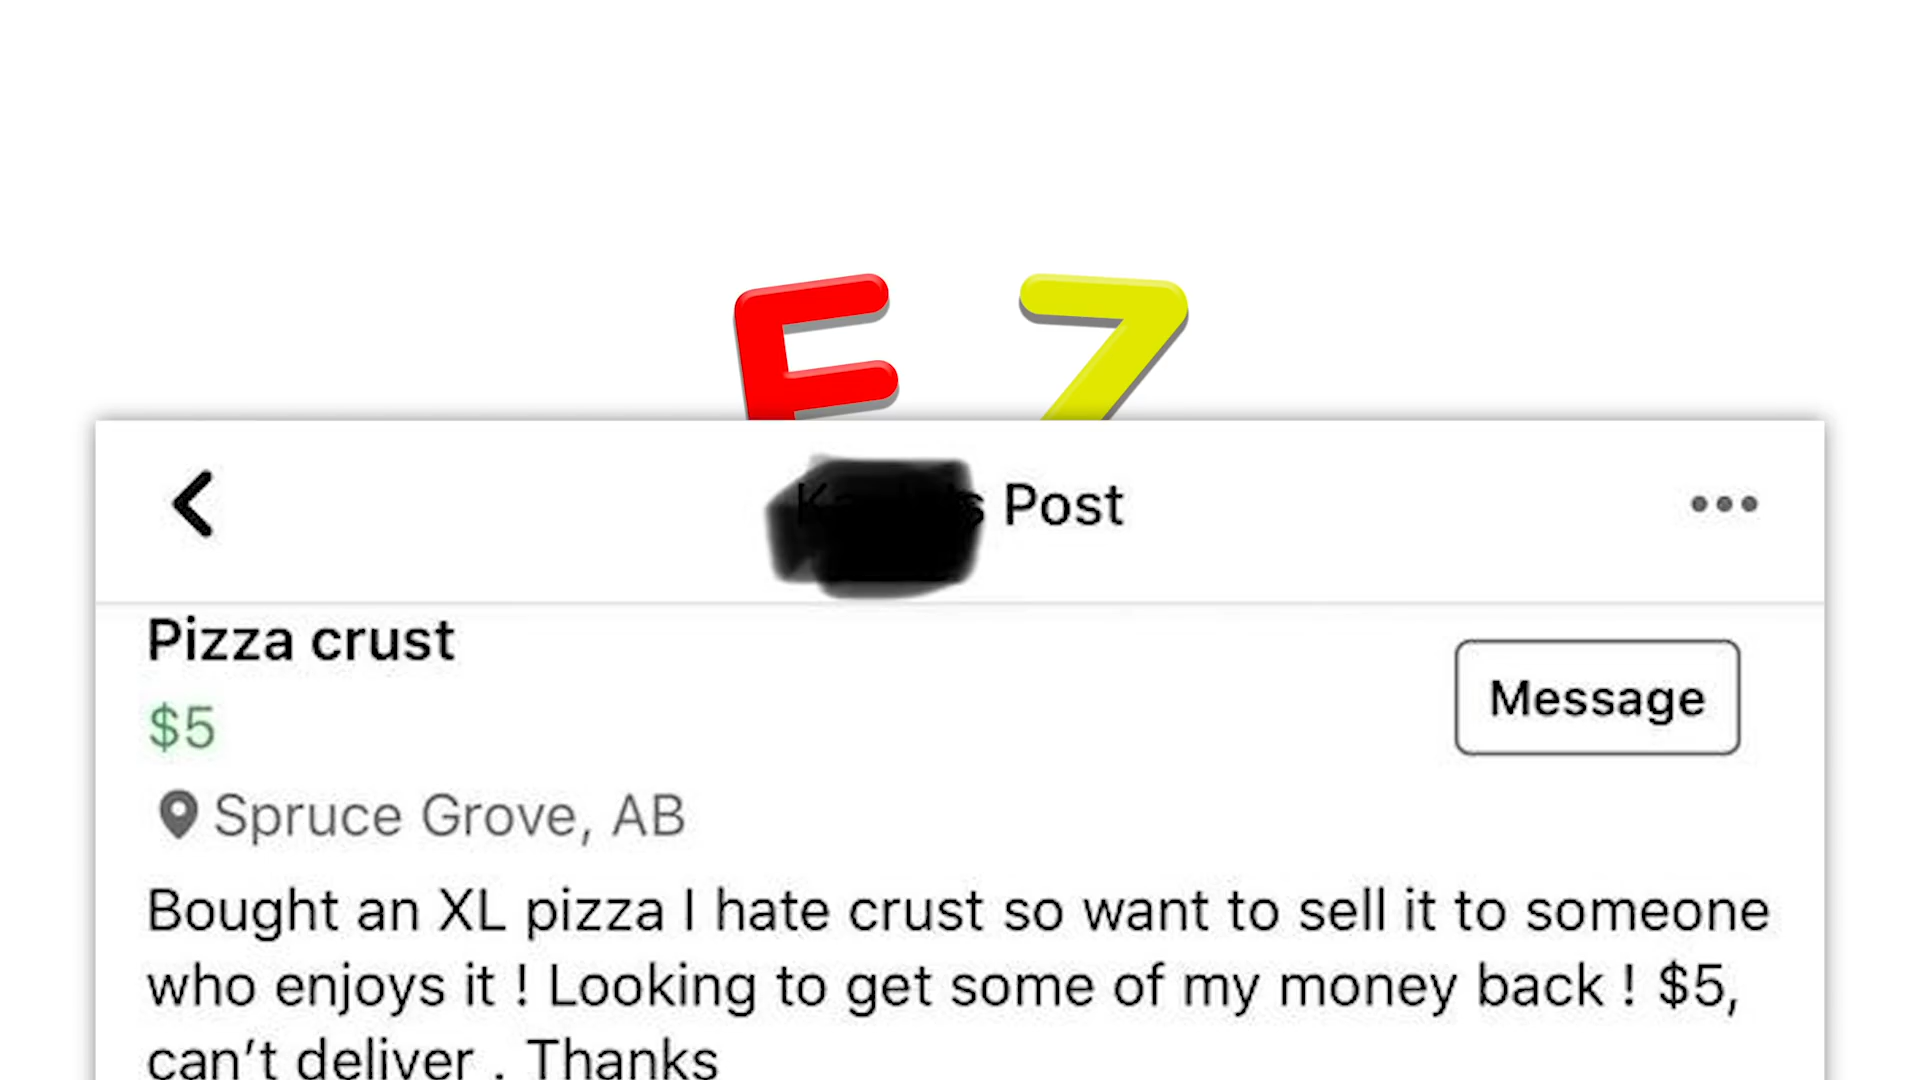 Post
Pizza crust
$5
Message
Spruce Grove, AB
Bought an XL pizza I hate crust so want to sell it to someone
who enjoys it ! Looking to get some of my money back ! $5,
can't deliver . Thanks